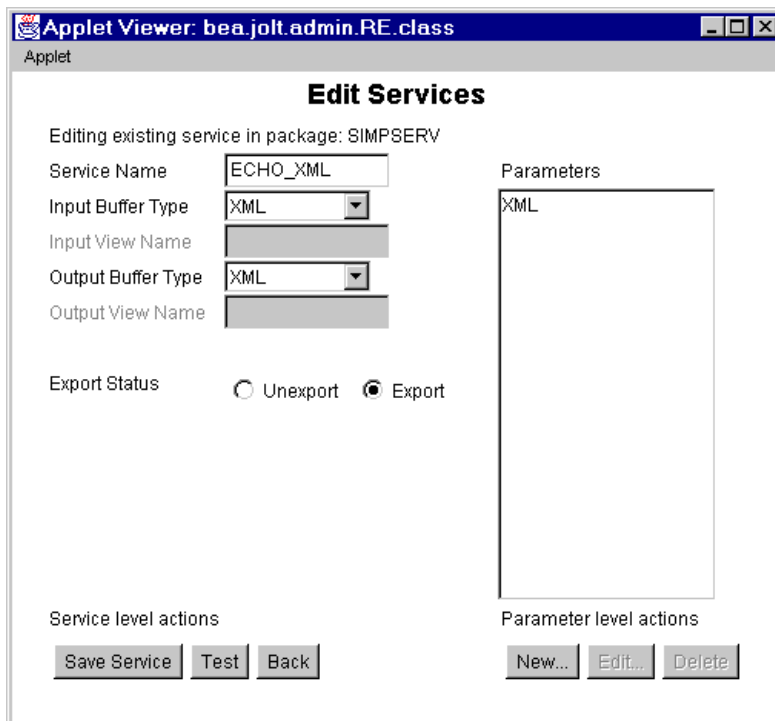 Applet Viewer: bea.jolt.admin.RE.class
Applet
Edit Services
Editing existing service in package: SIMPSERV
Service Name ECHO_XML
Input Buffer Type XML
Input View Name
Output Buffer Type XML
Output View Name
Export Status Unexport Export
Parameters
XML
Service level actions
Save Service Test Back
Parameter level actions
New... Edit... Delete